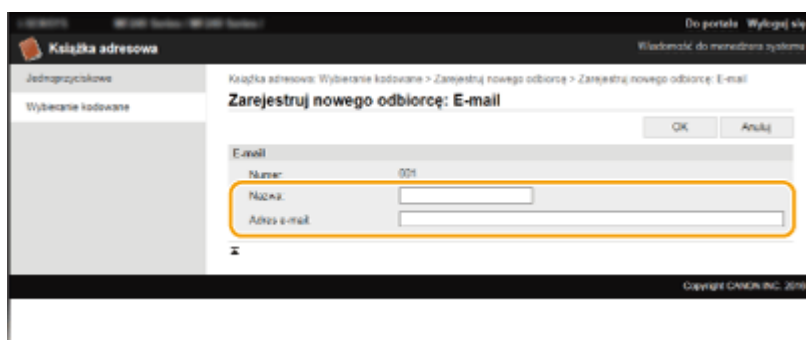 Do portalu Wyloguj się
Książka adresowa
Wiadomość do menedżera systemu
Jednoprzyciskowe
Wybieranie kodowane
Książka adresowa: Wybieranie kodowane > Zarejestruj nowego odbiorcę > Zarejestruj nowego odbiorcę: E-mail
Zarejestruj nowego odbiorcę: E-mail
OK Anuluj
E-mail
Numer: 001
Nazwa:
Adres e-mail:
Copyright CANON INC.